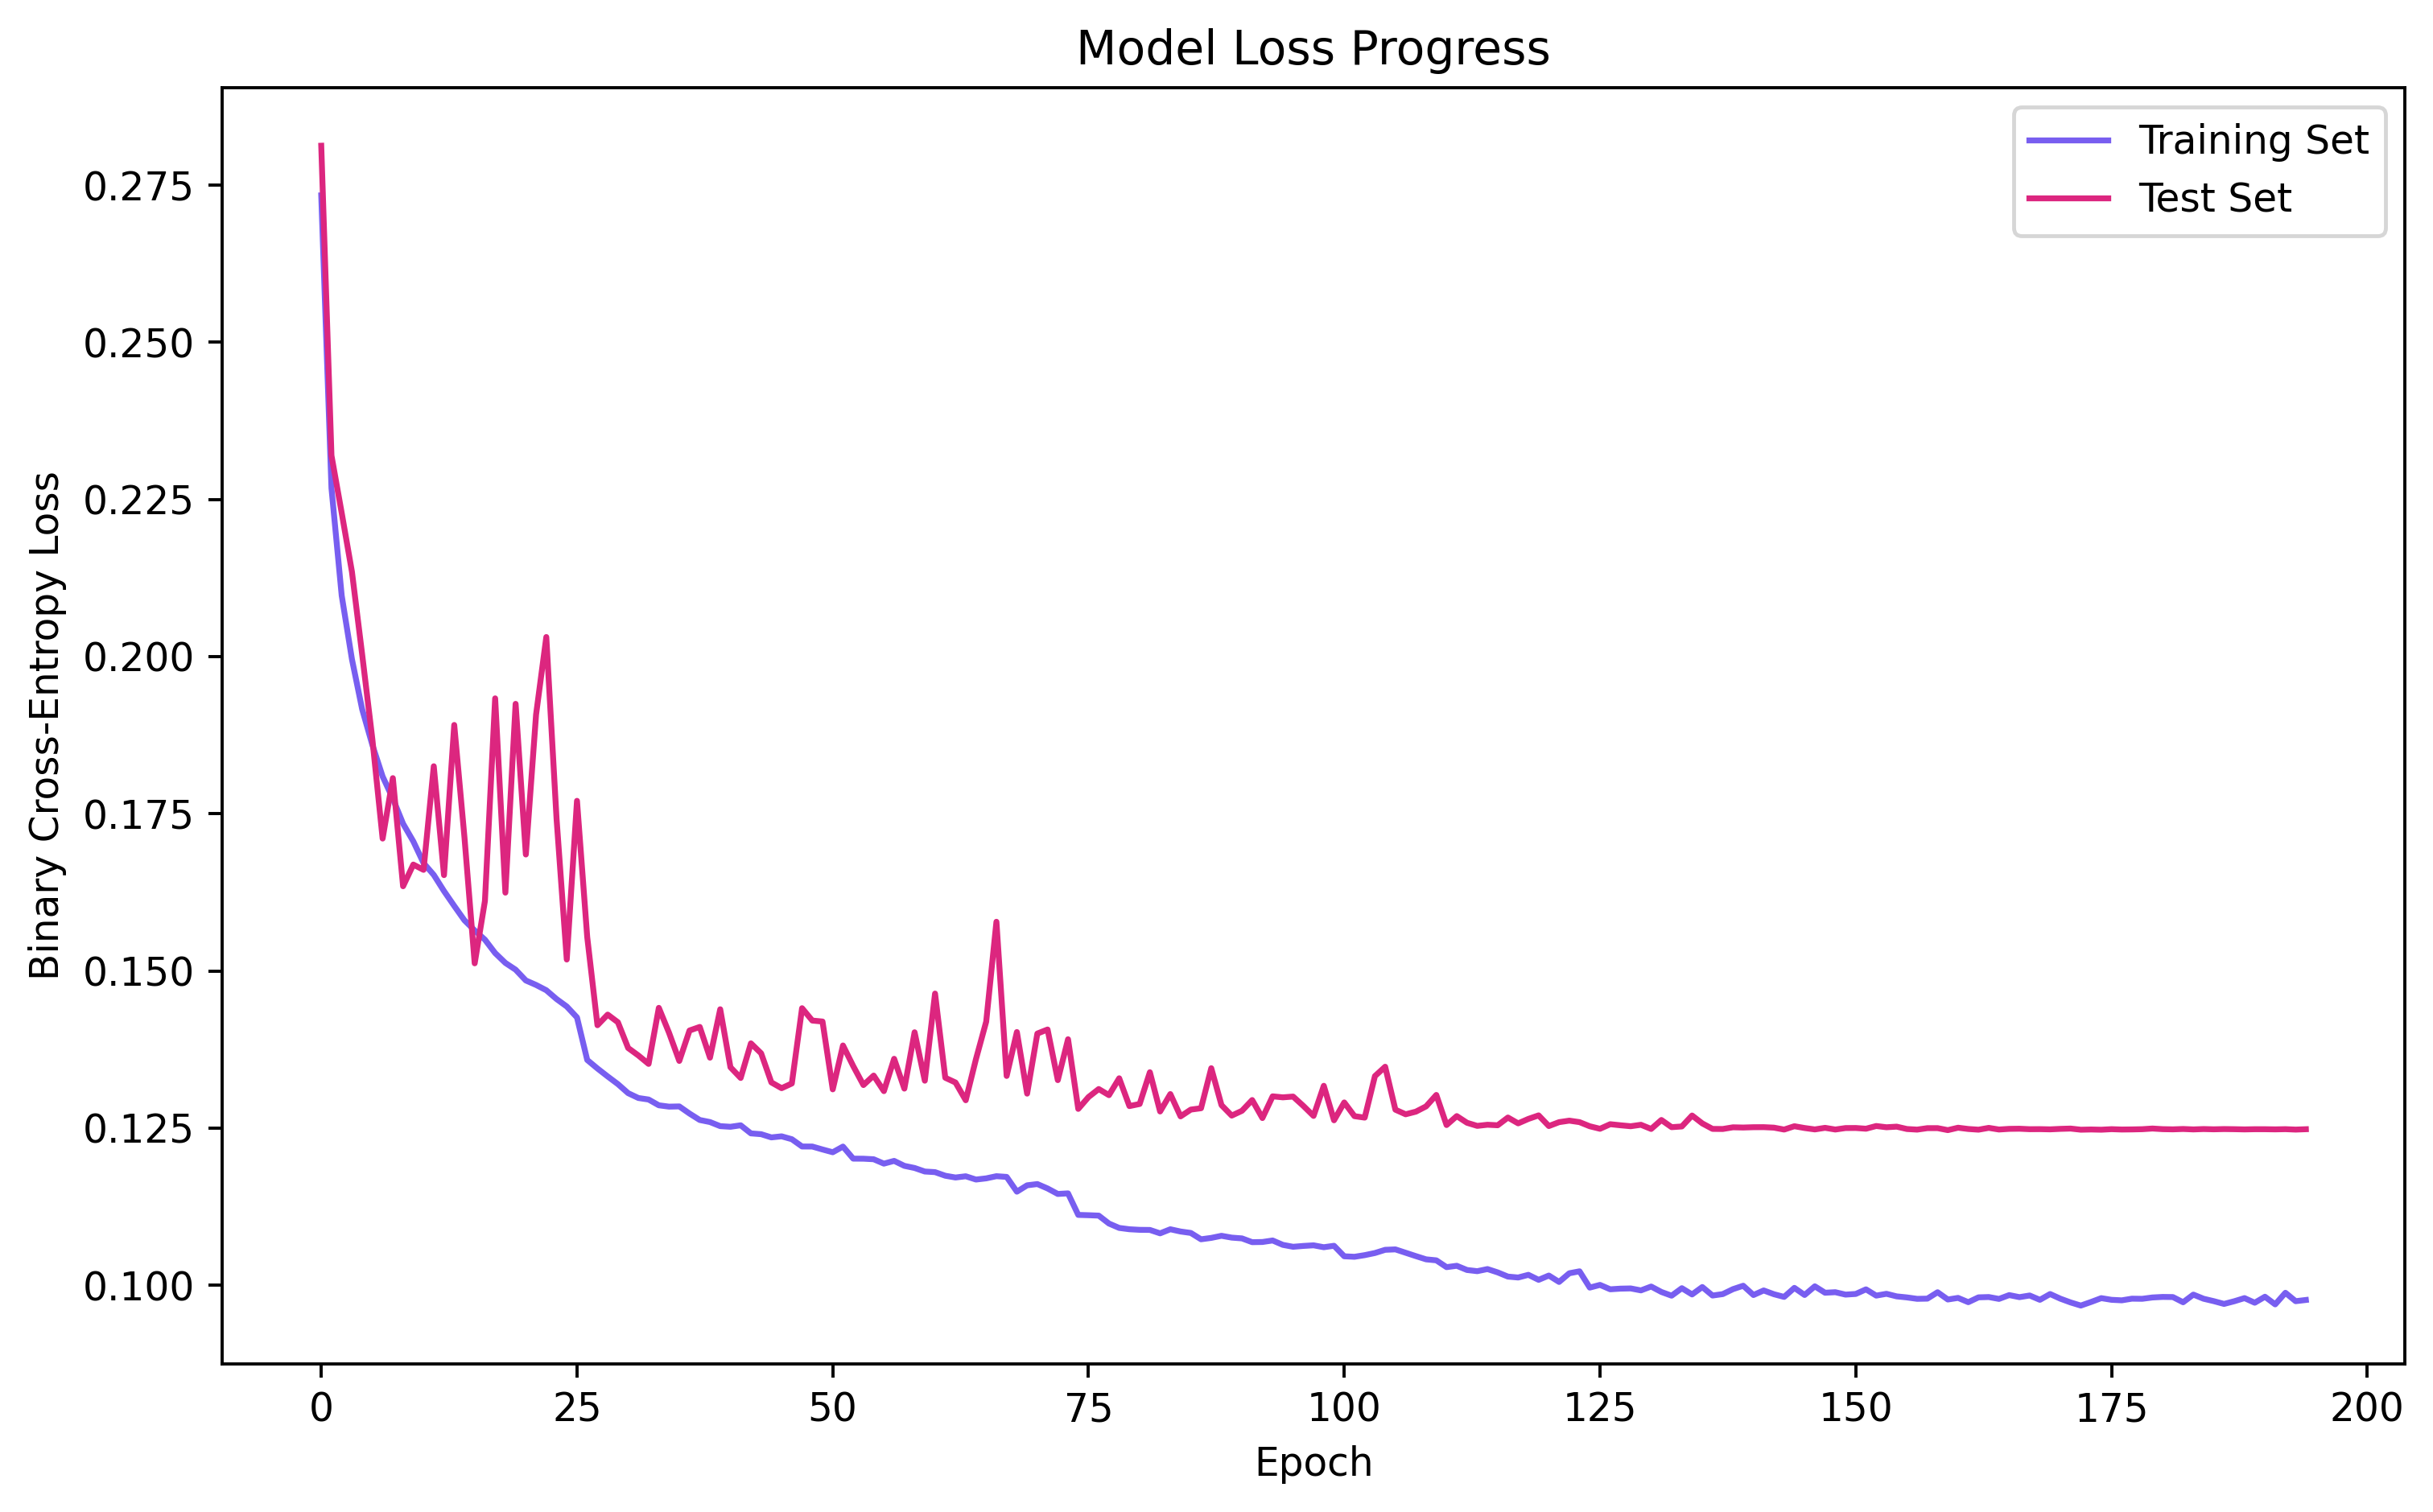 Model Loss Progress
Training Set
Test Set
Binary Cross-Entropy Loss
0.275
0.250
0.225
0.200
0.175
0.150
0.125
0.100
0 25 50 75 100 125 150 175 200
Epoch